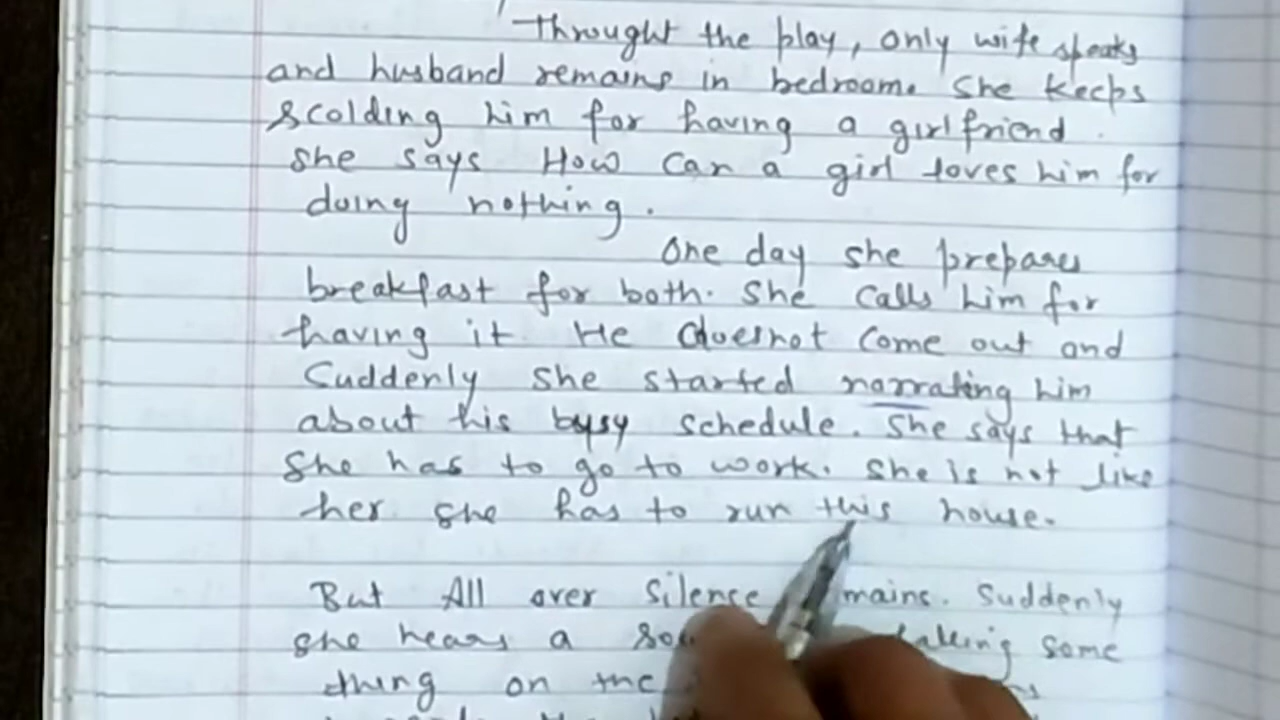 Throught the play, only wife speaks
and husband remains in bedroom. She keeps
scolding him for having a girlfriend
she says How can a girl loves him for
doing nothing.
One day she prepares
breakfast for both. She calls him for
having it He doesnot come out and
Suddenly she started narrating him
about his bysy schedule. She says that
she has to go to work. She is not like
her she has to run this house.
But All over silence mains. Suddenly
she hears a some
thing on the